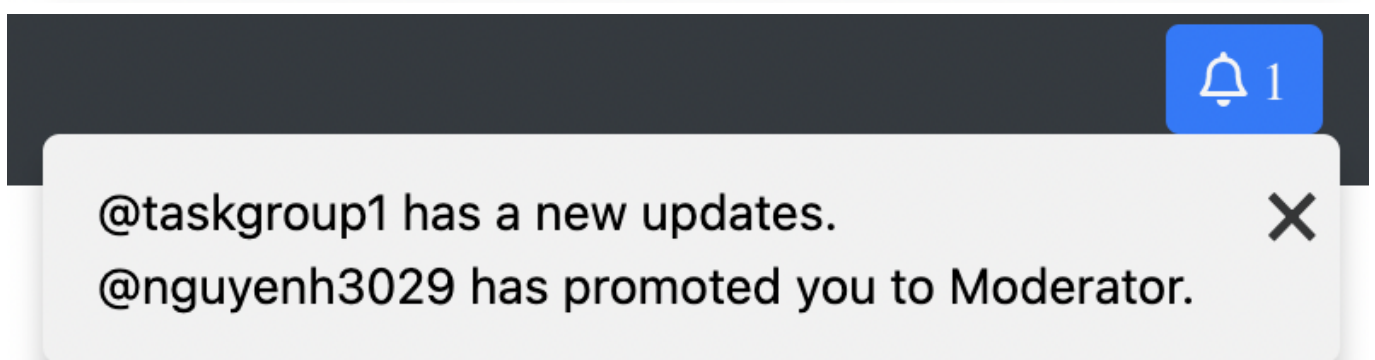 1
@taskgroup1 has a new updates.
@nguyenh3029 has promoted you to Moderator.